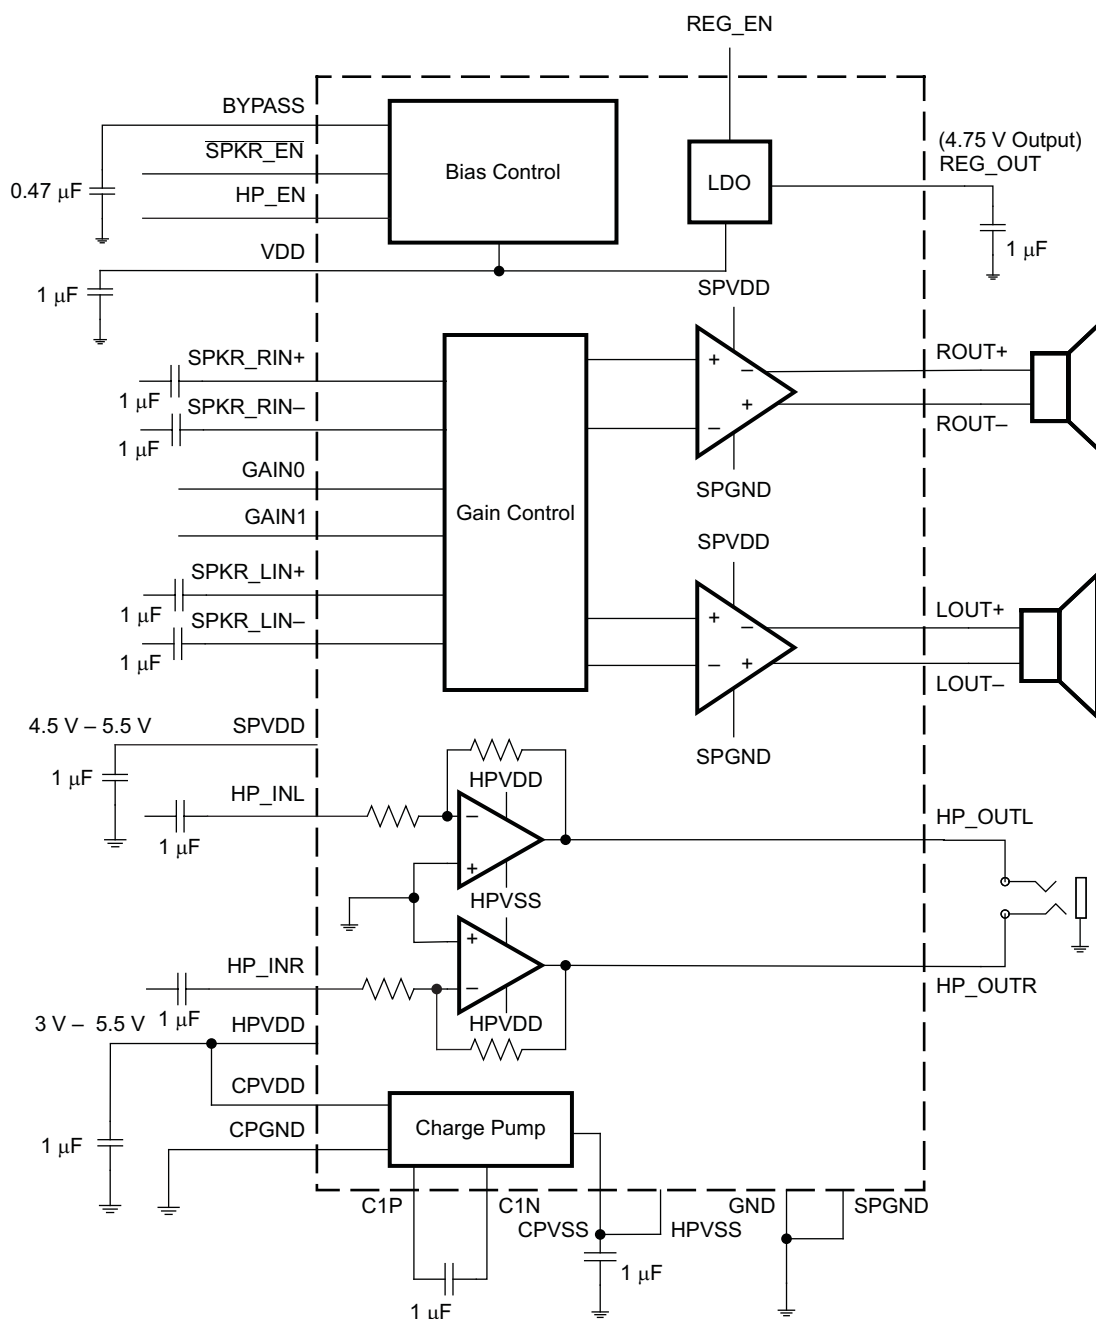 REG_EN
BYPASS
SPKR_EN
HP_EN
0.47 μF
Bias Control
LDO
(4.75 V Output)
REG_OUT
1 μF
VDD
1 μF
SPVDD
SPKR_RIN+
1 μF
SPKR_RIN–
1 μF
+
–
–
+
ROUT+
ROUT–
GAIN0
GAIN1
Gain Control
SPGND
SPVDD
SPKR_LIN+
1 μF
SPKR_LIN–
1 μF
+
–
–
+
LOUT+
LOUT–
SPGND
4.5 V – 5.5 V
SPVDD
1 μF
HP_INL
1 μF
HPVDD
–
+
HPVSS
HP_OUTL
+
–
HPVDD
HP_OUTR
HP_INR
1 μF
3 V – 5.5 V
HPVDD
CPVDD
CPGND
1 μF
Charge Pump
C1P
C1N
1 μF
CPVSS
HPVSS
1 μF
GND
SPGND